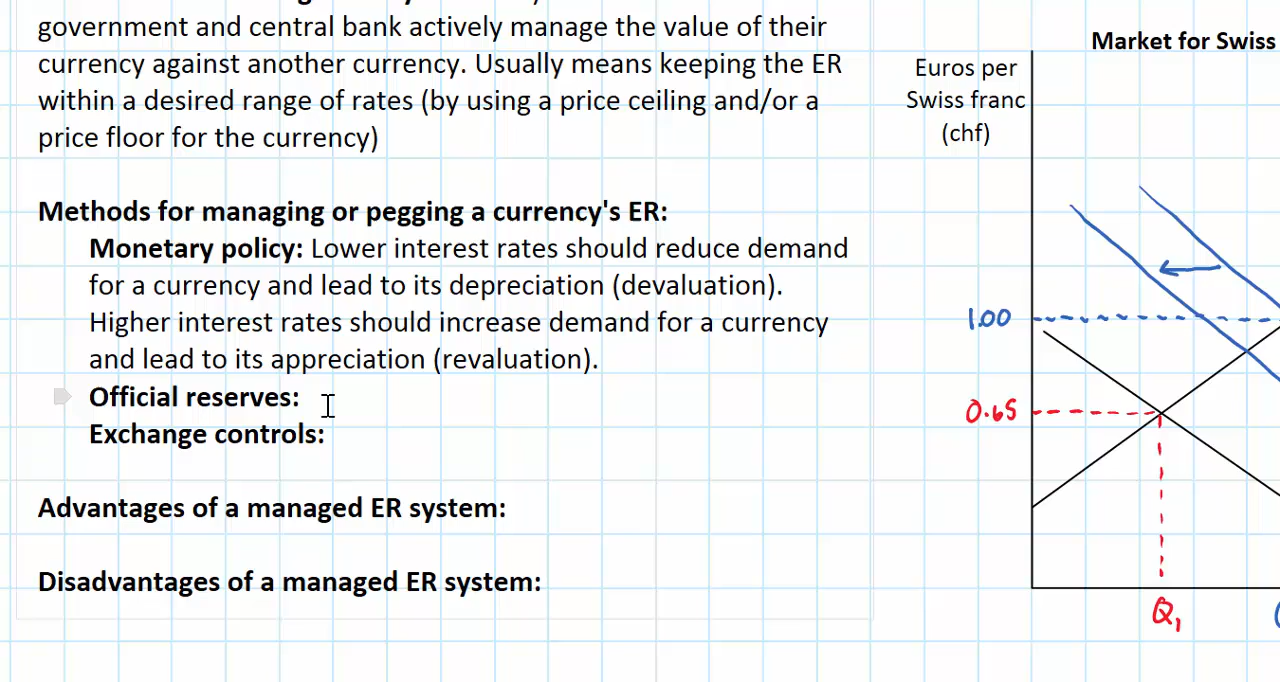 government and central bank actively manage the value of their
currency against another currency. Usually means keeping the ER
within a desired range of rates (by using a price ceiling and/or a
price floor for the currency)
Methods for managing or pegging a currency's ER:
Monetary policy: Lower interest rates should reduce demand
for a currency and lead to its depreciation (devaluation).
Higher interest rates should increase demand for a currency
and lead to its appreciation (revaluation).
Official reserves:
Exchange controls:
Advantages of a managed ER system:
Disadvantages of a managed ER system:
Market for Swiss
Euros per
Swiss franc
(chf)
1.00
0.65
Q1